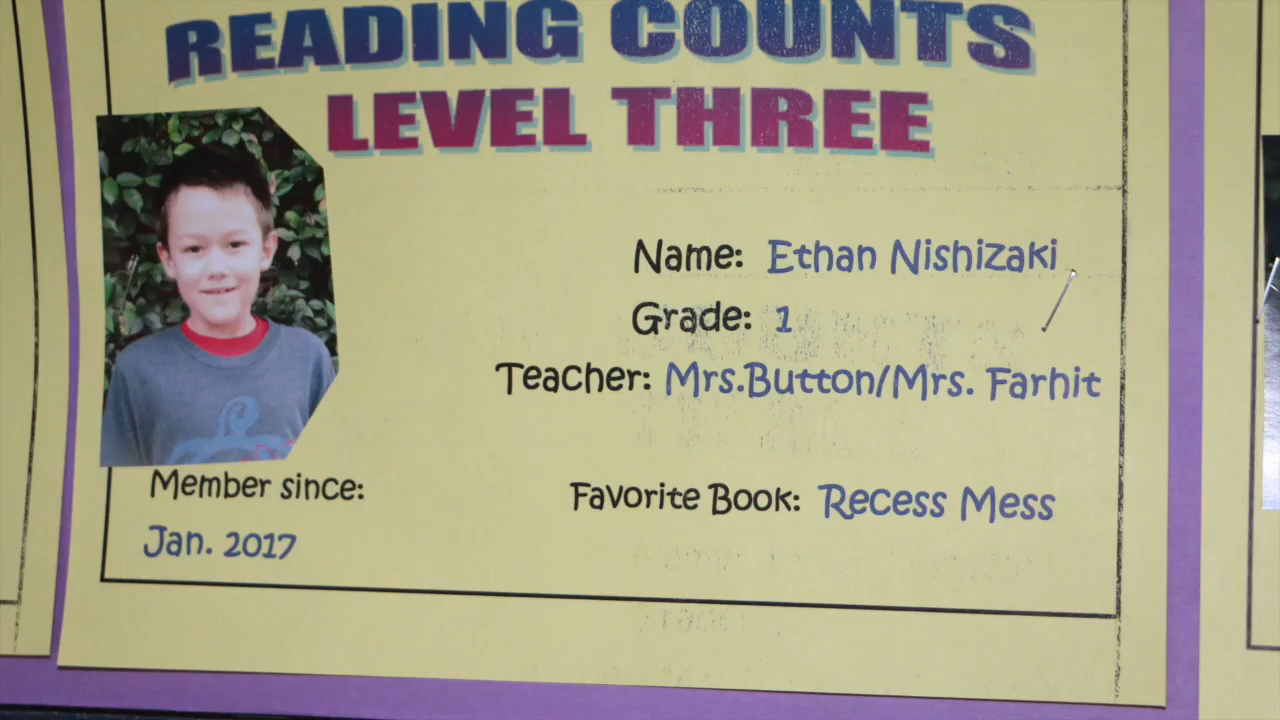 READING COUNTS
LEVEL THREE
Name: Ethan Nishizaki
Grade: 1
Teacher: Mrs.Button/Mrs. Farhit
Member since:
Jan. 2017
Favorite Book: Recess Mess